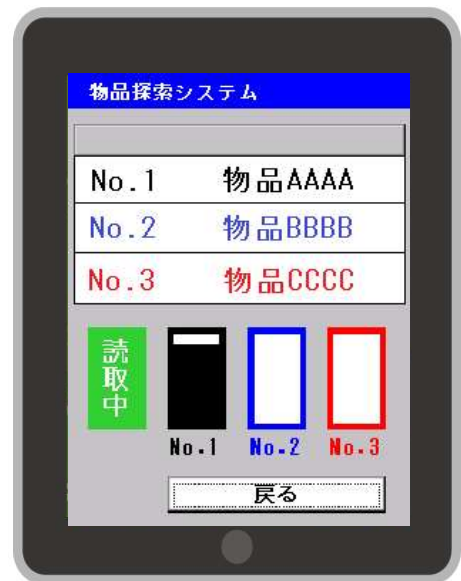 物品探索システム
No.1 物品AAAA
No.2 物品BBBB
No.3 物品CCCC
読取中
No.1 No.2 No.3
戻る